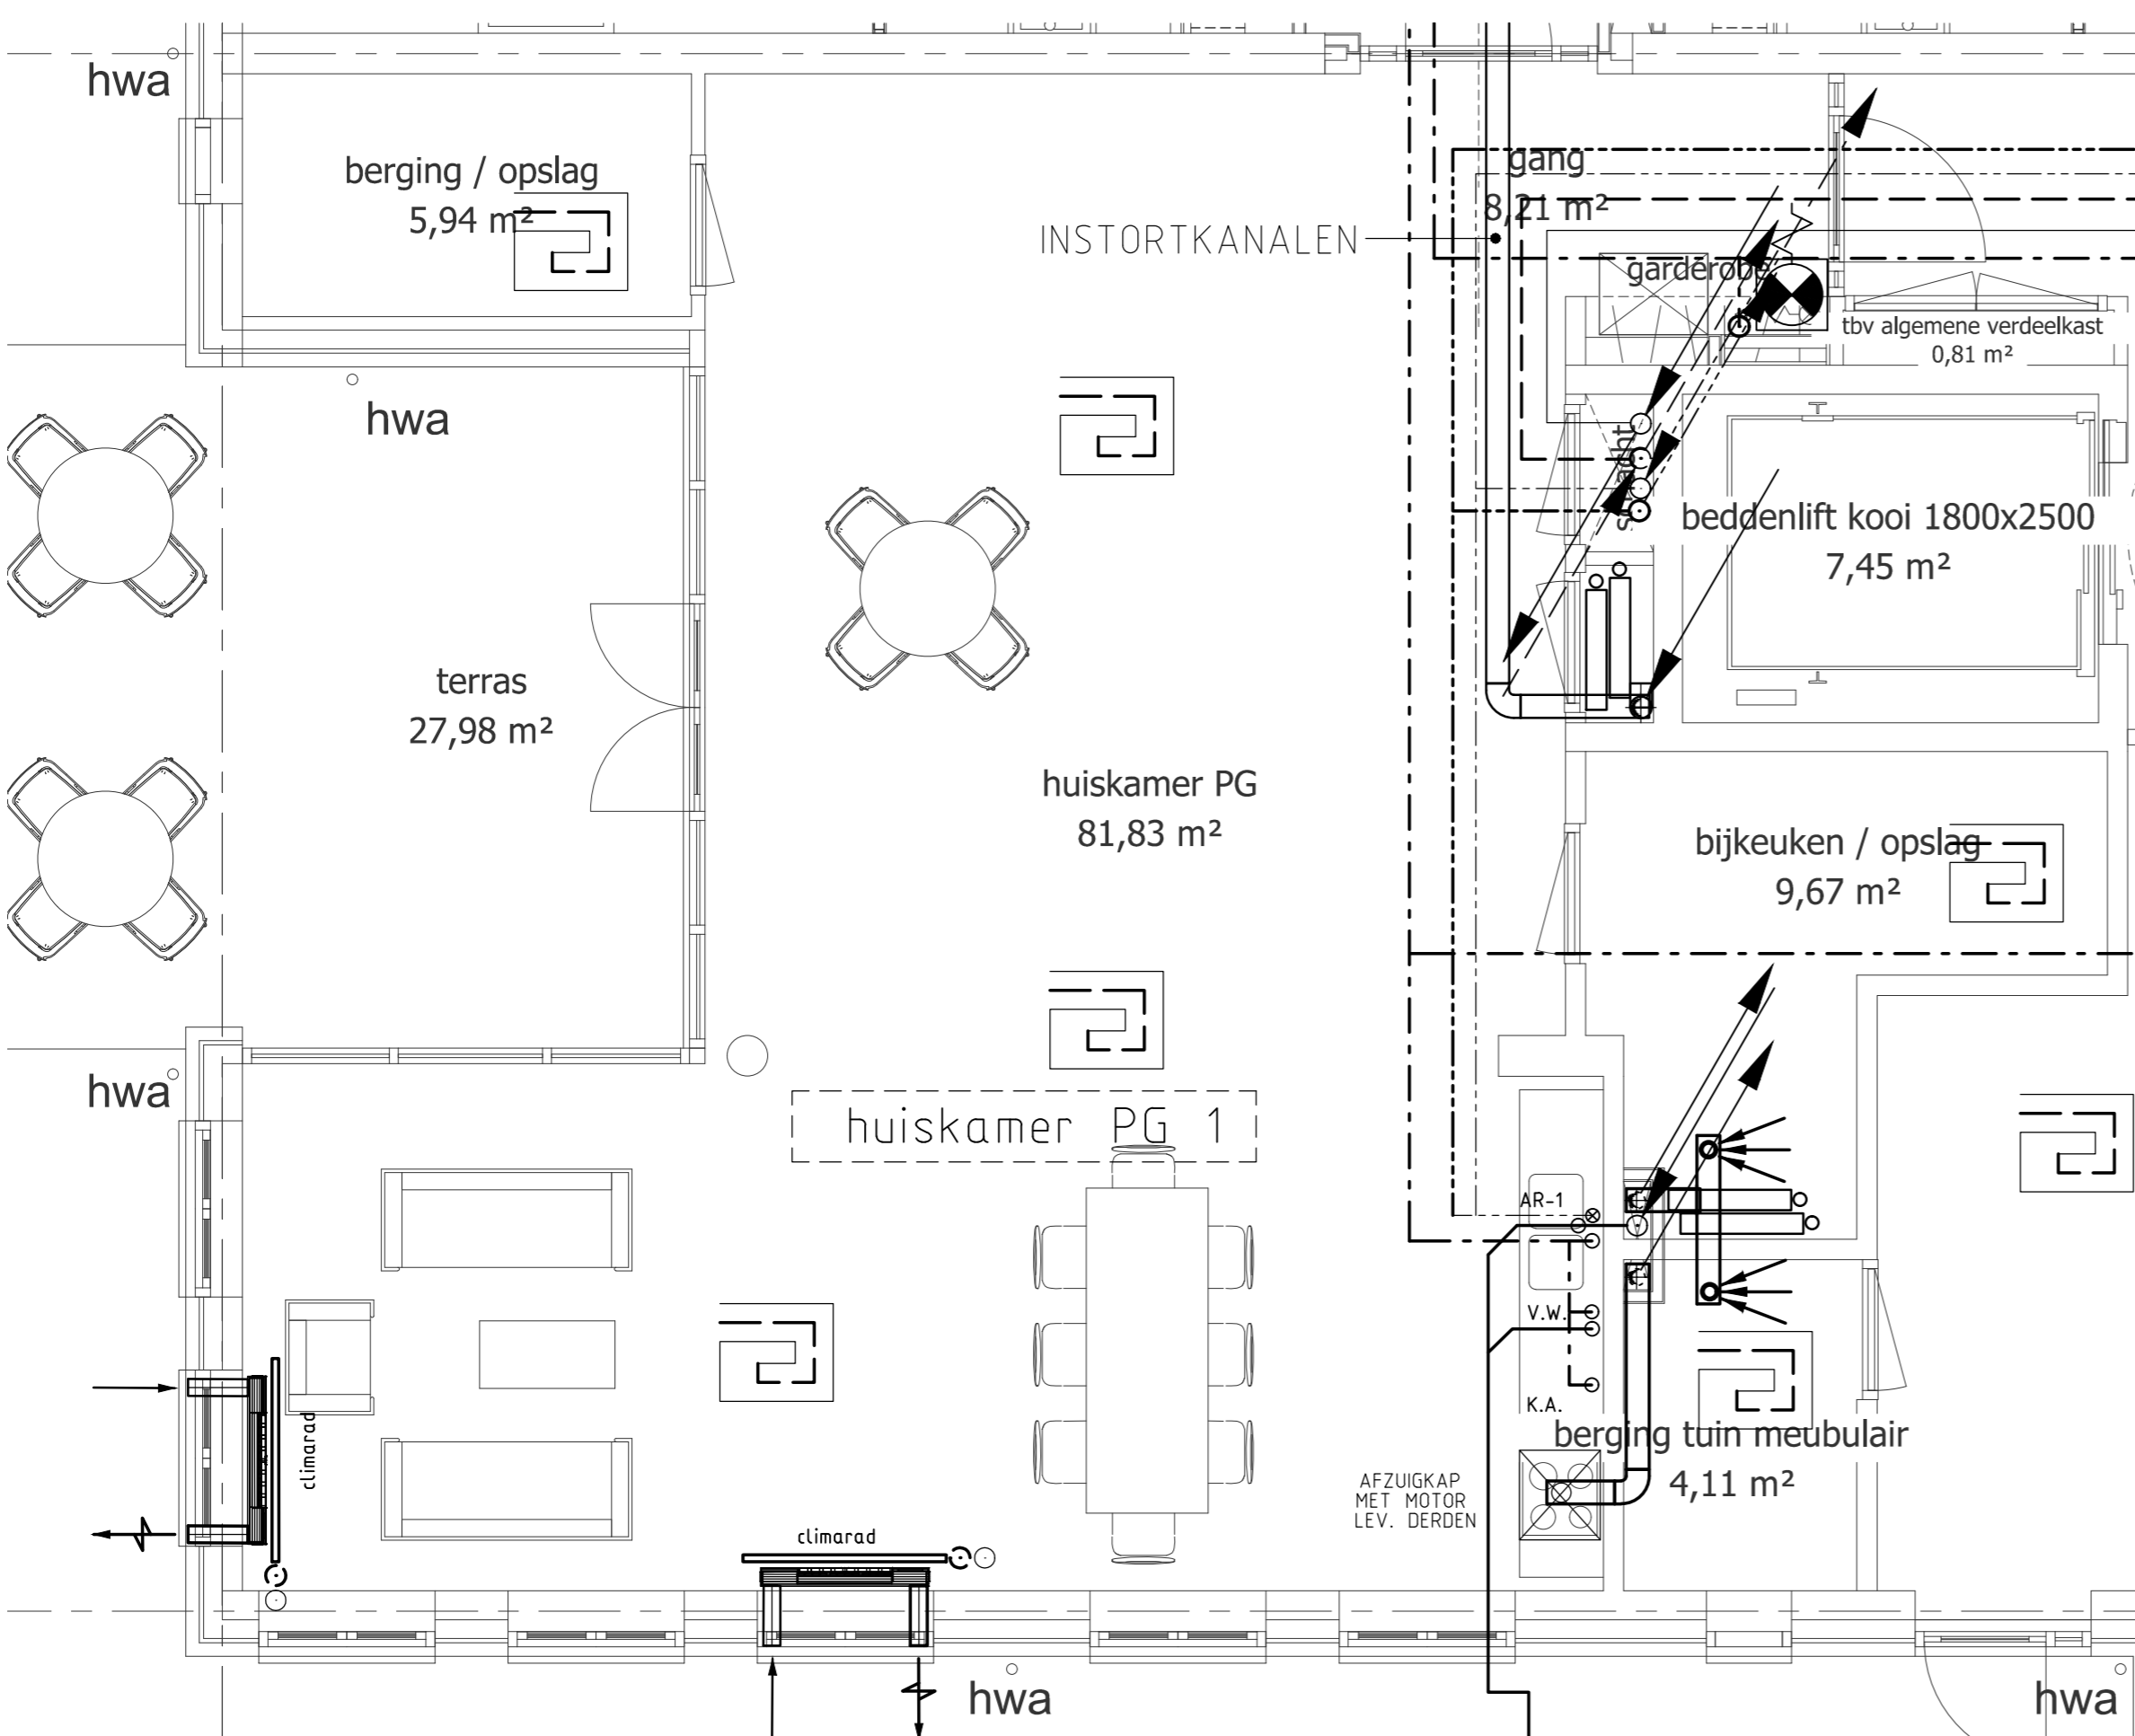 hwa
berging / opslag
5,94 m²
gang
8,21 m²
INSTORTKANALEN
garderobe
tbv algemene verdeelkast
0,81 m²
hwa
schacht
beddenlift kooi 1800x2500
7,45 m²
terras
27,98 m²
huiskamer PG
81,83 m²
bijkeuken / opslag
9,67 m²
hwa
huiskamer PG 1
AR-1
V.W.
K.A.
berging tuin meubulair
4,11 m²
climarad
AFZUIGKAP
MET MOTOR
LEV. DERDEN
climarad
hwa
hwa